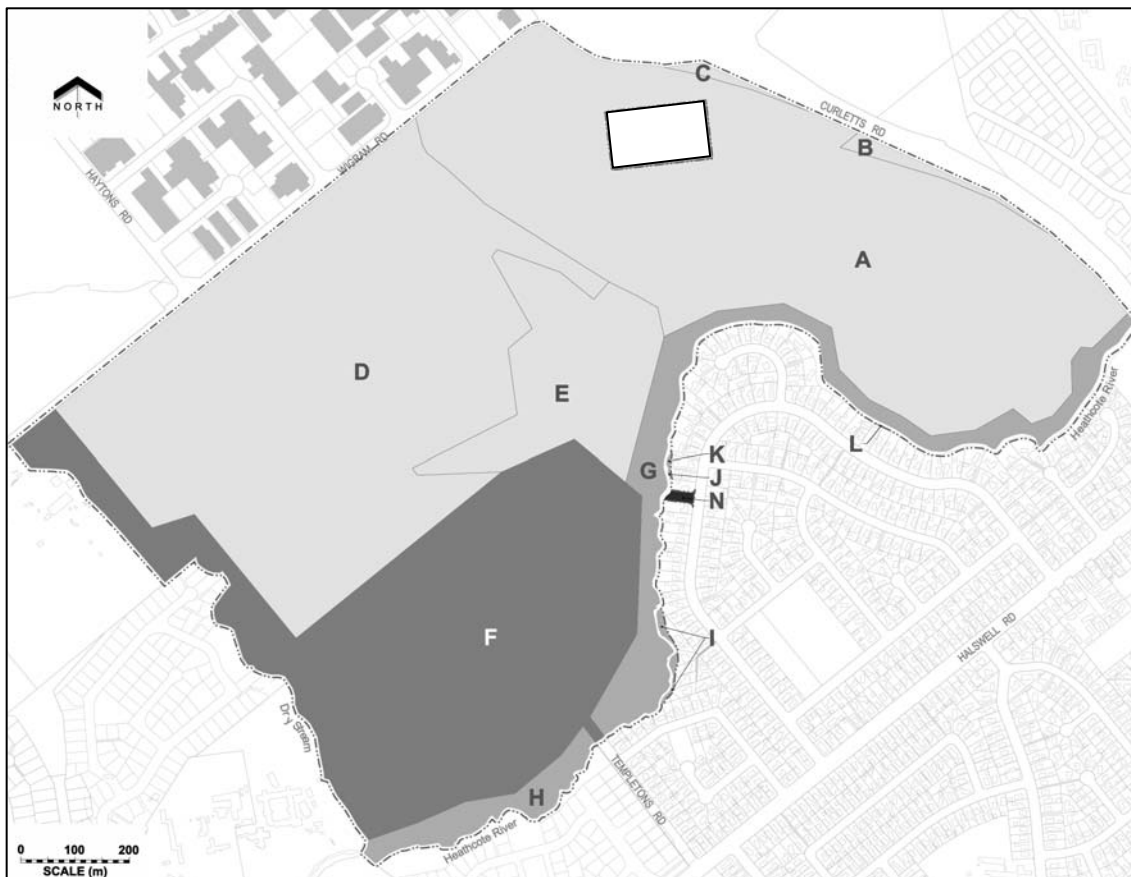 NORTH
C
CURLETTS RD
WIGRAM RD
B
HAYTONS RD
A
D
E
Heathcote River
L
K
G
J
N
F
I
HALSWELL RD
Dry Stream
TEMPLETONS RD
H
Heathcote River
0 100 200
SCALE (m)